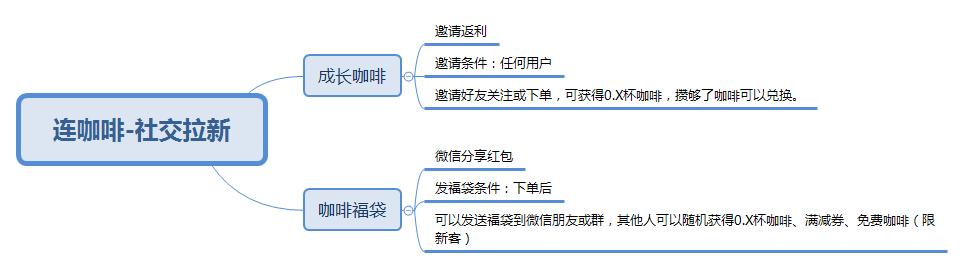 连咖啡-社交拉新
成长咖啡
邀请返利
邀请条件：任何用户
邀请好友关注或下单，可获得0.X杯咖啡，攒够了咖啡可以兑换。
咖啡福袋
微信分享红包
发福袋条件：下单后
可以发送福袋到微信朋友或群，其他人可以随机获得0.X杯咖啡、满减券、免费咖啡（限
新客）